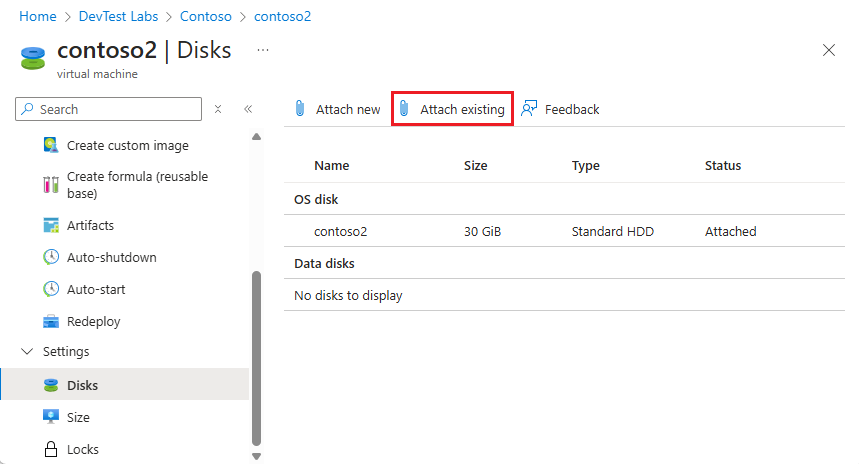 Home > DevTest Labs > Contoso > contoso2
contoso2 | Disks ...
virtual machine
Search
Attach new
Attach existing
Feedback
Create custom image
Create formula (reusable
base)
Artifacts
Auto-shutdown
Auto-start
Redeploy
Settings
Disks
Size
Locks
Name Size Type Status
OS disk
contoso2 30 GiB Standard HDD Attached
Data disks
No disks to display